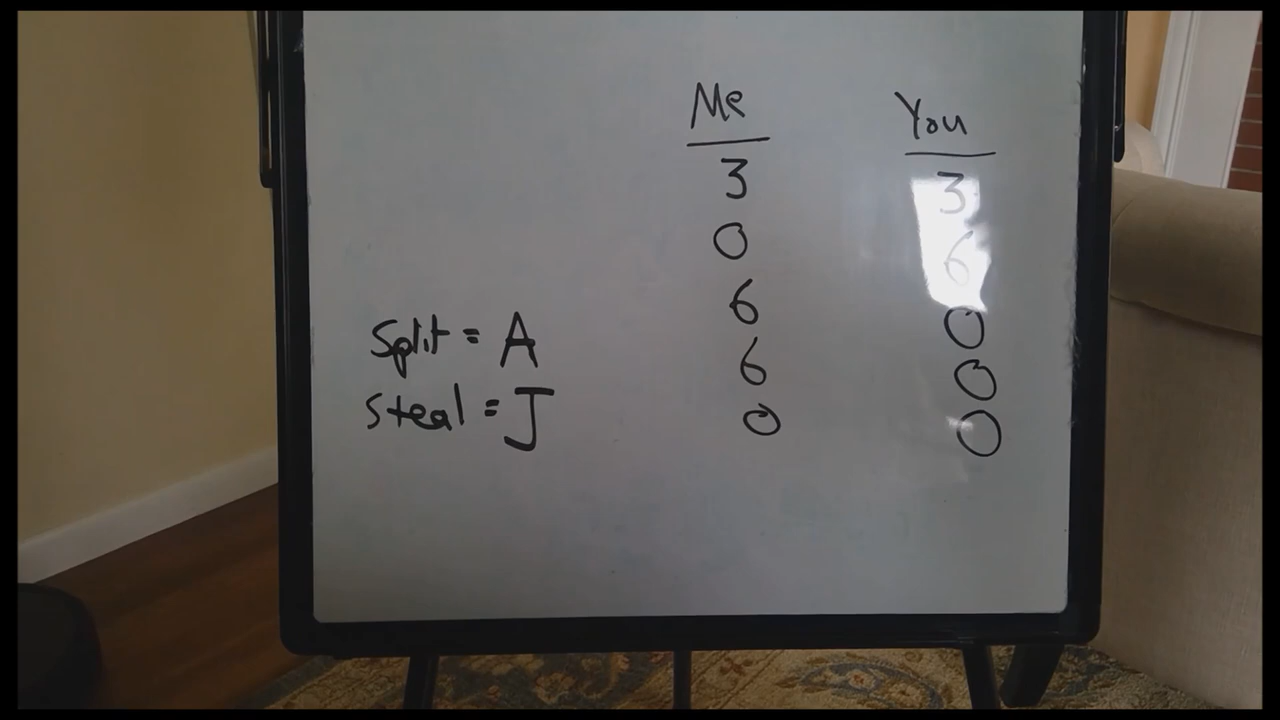 Me You
3 3
0 6
6 0
Split = A
6 0
Steal = J
0 0